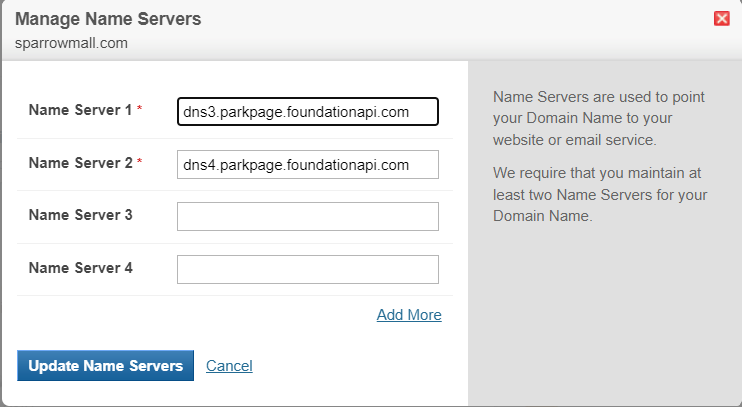 Manage Name Servers
sparrowmall.com
Name Server 1 *
dns3.parkpage.foundationapi.com
Name Server 2 *
dns4.parkpage.foundationapi.com
Name Server 3
Name Server 4
Add More
Update Name Servers
Cancel
Name Servers are used to point
your Domain Name to your
website or email service.
We require that you maintain at
least two Name Servers for your
Domain Name.